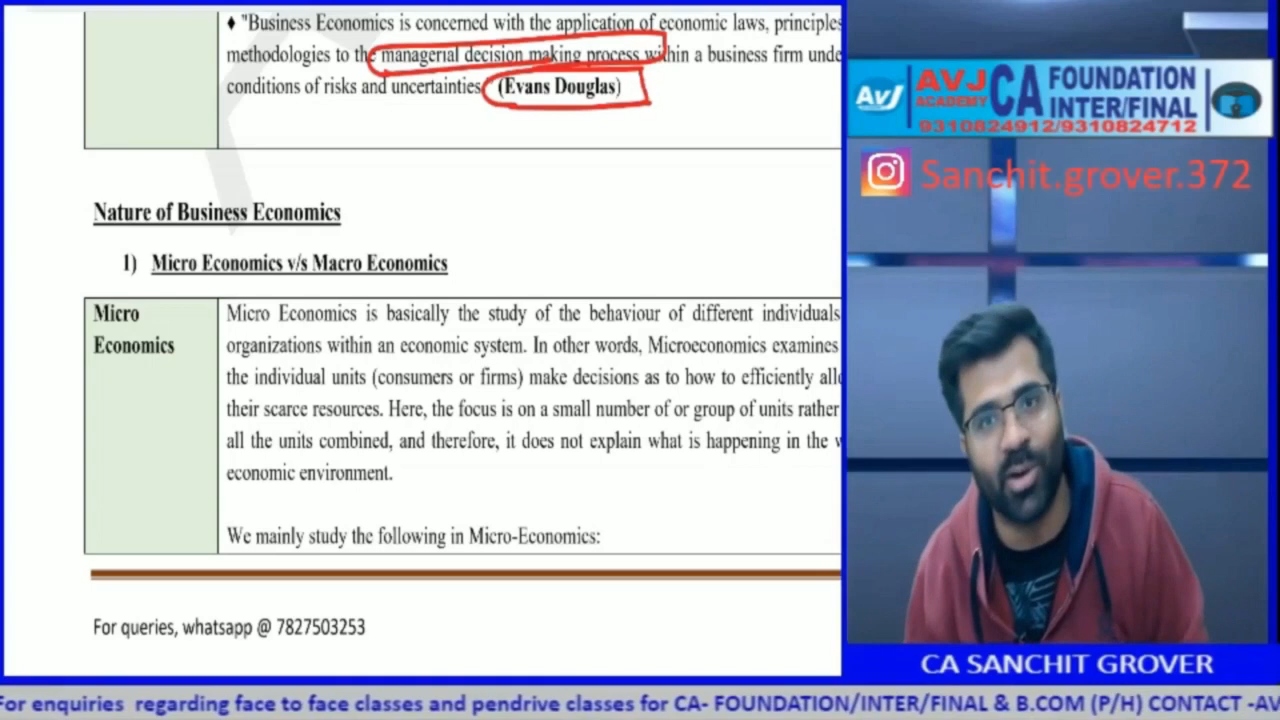 ♦ "Business Economics is concerned with the application of economic laws, principles
methodologies to the managerial decision making process within a business firm unde
conditions of risks and uncertainties (Evans Douglas)
Nature of Business Economics
1) Micro Economics v/s Macro Economics
Micro
Economics
Micro Economics is basically the study of the behaviour of different individuals
organizations within an economic system. In other words, Microeconomics examines
the individual units (consumers or firms) make decisions as to how to efficiently allo
their scarce resources. Here, the focus is on a small number of or group of units rather
all the units combined, and therefore, it does not explain what is happening in the w
economic environment.
We mainly study the following in Micro-Economics:
For queries, whatsapp @ 7827503253
AVJ
AVJ
ACADEMY
CA
FOUNDATION
INTER/FINAL
9310824912/9310824712
Sanchit.grover.372
CA SANCHIT GROVER
For enquiries regarding face to face classes and pendrive classes for CA- FOUNDATION/INTER/FINAL & B.COM (P/H) CONTACT -AV